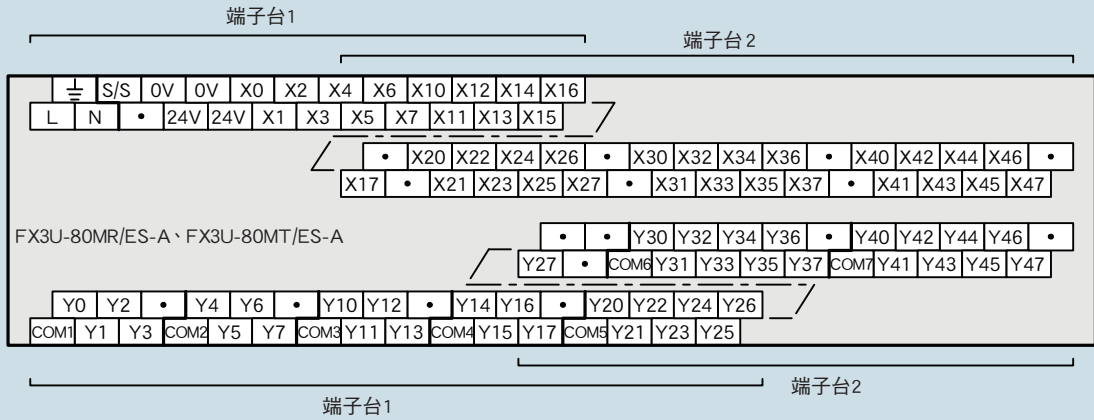 端子台1
端子台2
⏚ S/S 0V 0V X0 X2 X4 X6 X10 X12 X14 X16
L N • 24V 24V X1 X3 X5 X7 X11 X13 X15
• X20 X22 X24 X26 • X30 X32 X34 X36 • X40 X42 X44 X46 •
X17 • X21 X23 X25 X27 • X31 X33 X35 X37 • X41 X43 X45 X47
FX3U-80MR/ES-A、FX3U-80MT/ES-A
• • Y30 Y32 Y34 Y36 • Y40 Y42 Y44 Y46 •
Y27 • COM6 Y31 Y33 Y35 Y37 COM7 Y41 Y43 Y45 Y47
Y0 Y2 • Y4 Y6 • Y10 Y12 • Y14 Y16 • Y20 Y22 Y24 Y26
COM1 Y1 Y3 COM2 Y5 Y7 COM3 Y11 Y13 COM4 Y15 Y17 COM5 Y21 Y23 Y25
端子台2
端子台1